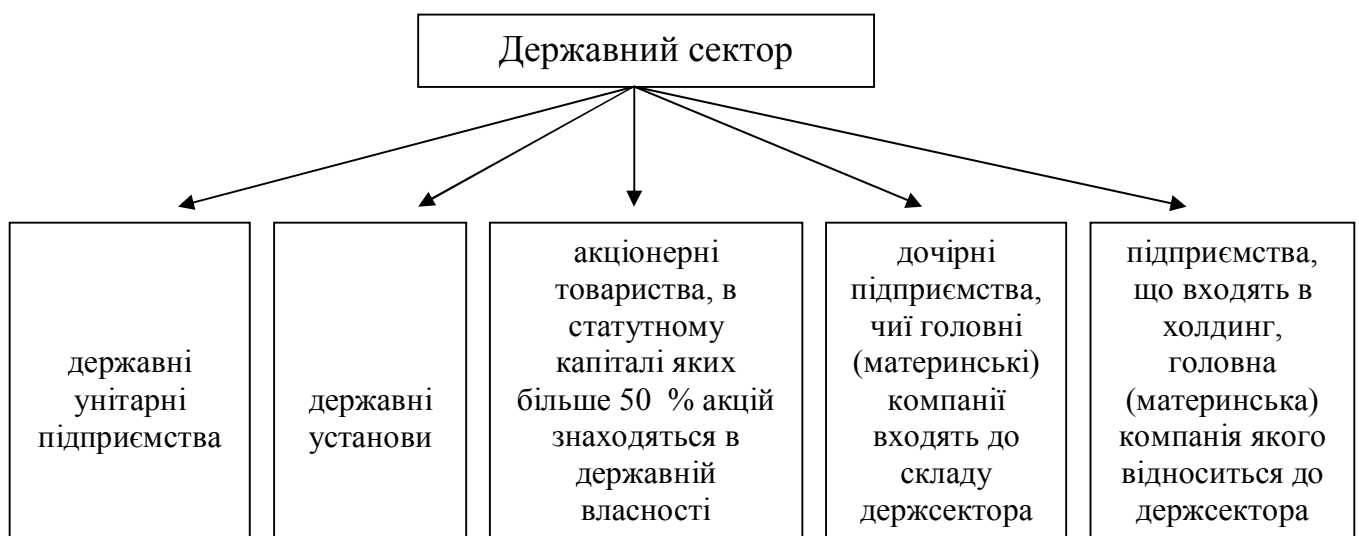 Державний сектор
державні
унітарні
підприємства
державні
установи
акціонерні
товариства, в
статутному
капіталі яких
більше 50 % акцій
знаходяться в
державній
власності
дочірні
підприємства,
чиї головні
(материнські)
компанії
входять до
складу
держсектора
підприємства,
що входять в
холдинг,
головна
(материнська)
компанія якого
відноситься до
держсектора